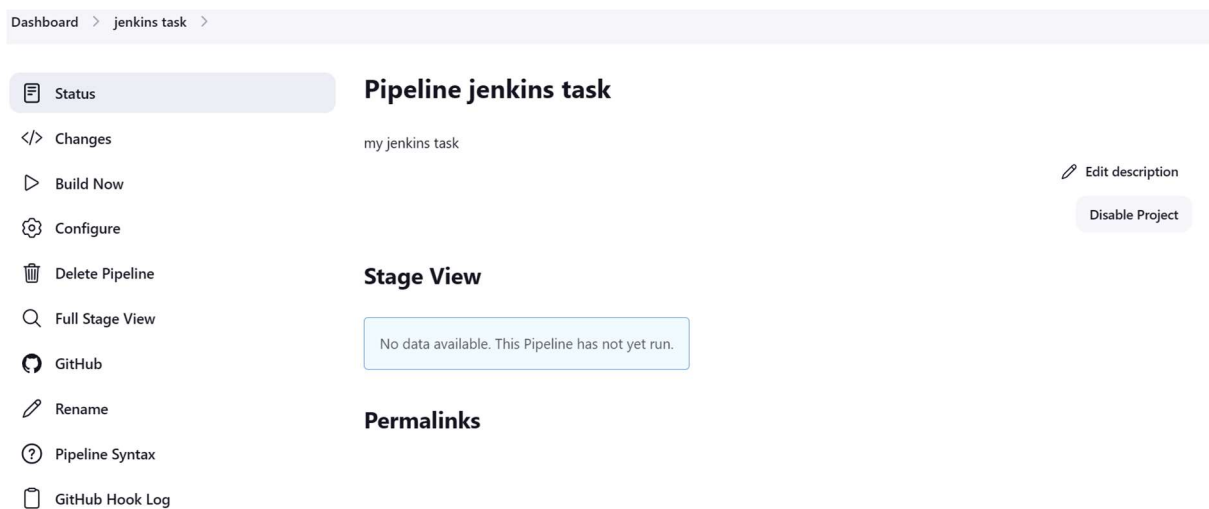 Dashboard > jenkins task >
Status
Changes
Build Now
Configure
Delete Pipeline
Full Stage View
GitHub
Rename
Pipeline Syntax
GitHub Hook Log
Pipeline jenkins task
my jenkins task
Edit description
Disable Project
Stage View
No data available. This Pipeline has not yet run.
Permalinks